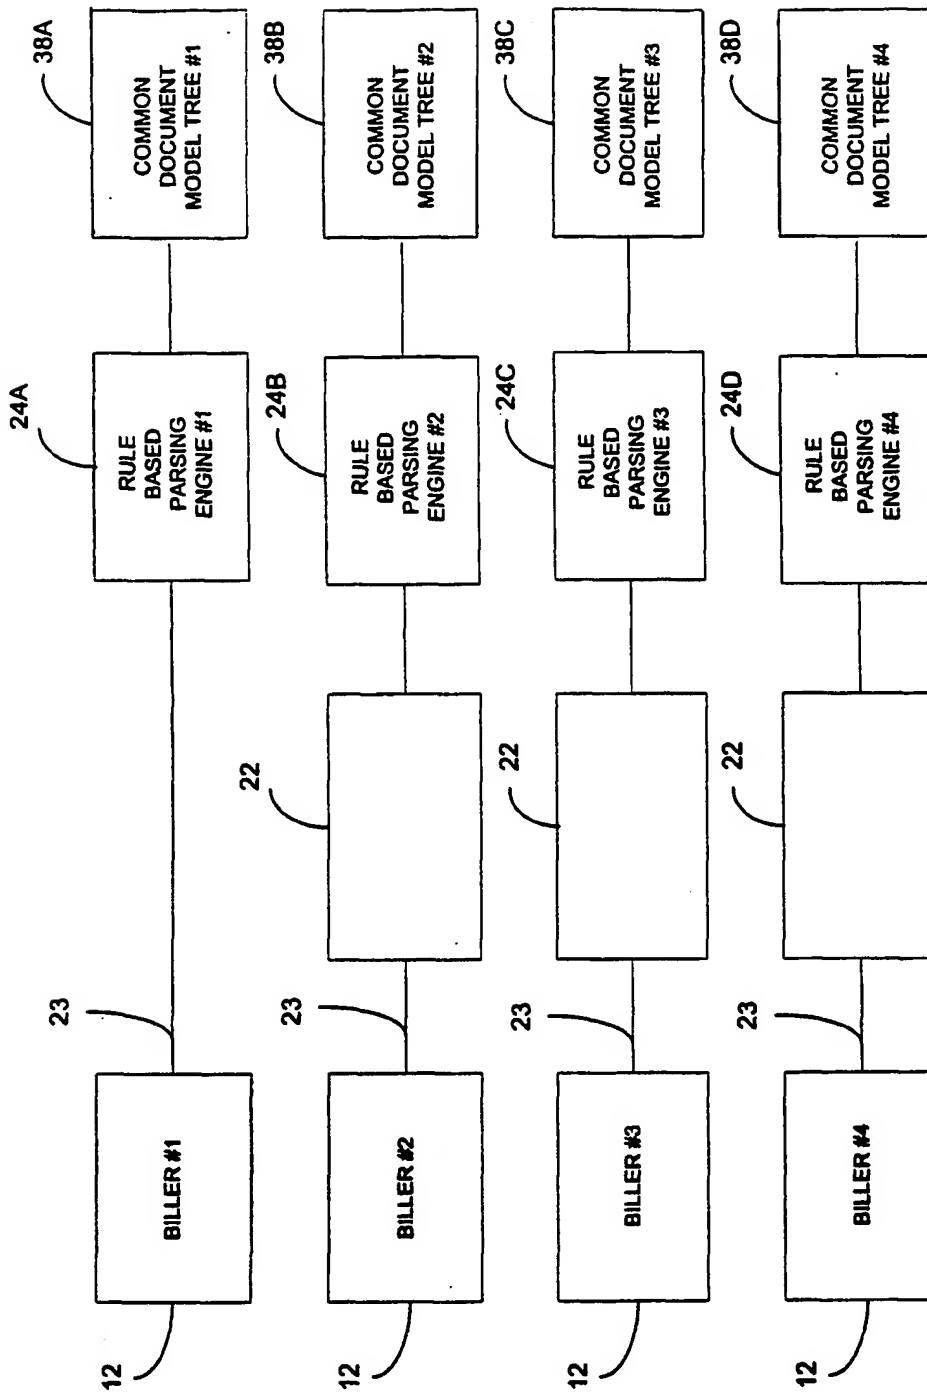 12
BILLER #1
23
24A
RULE
BASED
PARSING
ENGINE #1
38A
COMMON
DOCUMENT
MODEL TREE #1
12
BILLER #2
23
22
24B
RULE
BASED
PARSING
ENGINE #2
38B
COMMON
DOCUMENT
MODEL TREE #2
12
BILLER #3
23
22
24C
RULE
BASED
PARSING
ENGINE #3
38C
COMMON
DOCUMENT
MODEL TREE #3
12
BILLER #4
23
22
24D
RULE
BASED
PARSING
ENGINE #4
38D
COMMON
DOCUMENT
MODEL TREE #4